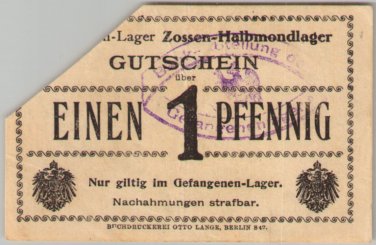 n-Lager Zossen-Halbmondlager
GUTSCHEIN
über
EINEN 1 PFENNIG
Nur giltig im Gefangenen-Lager.
Nachahmungen strafbar.
BUCHDRUCKEREI OTTO LANGE, BERLIN